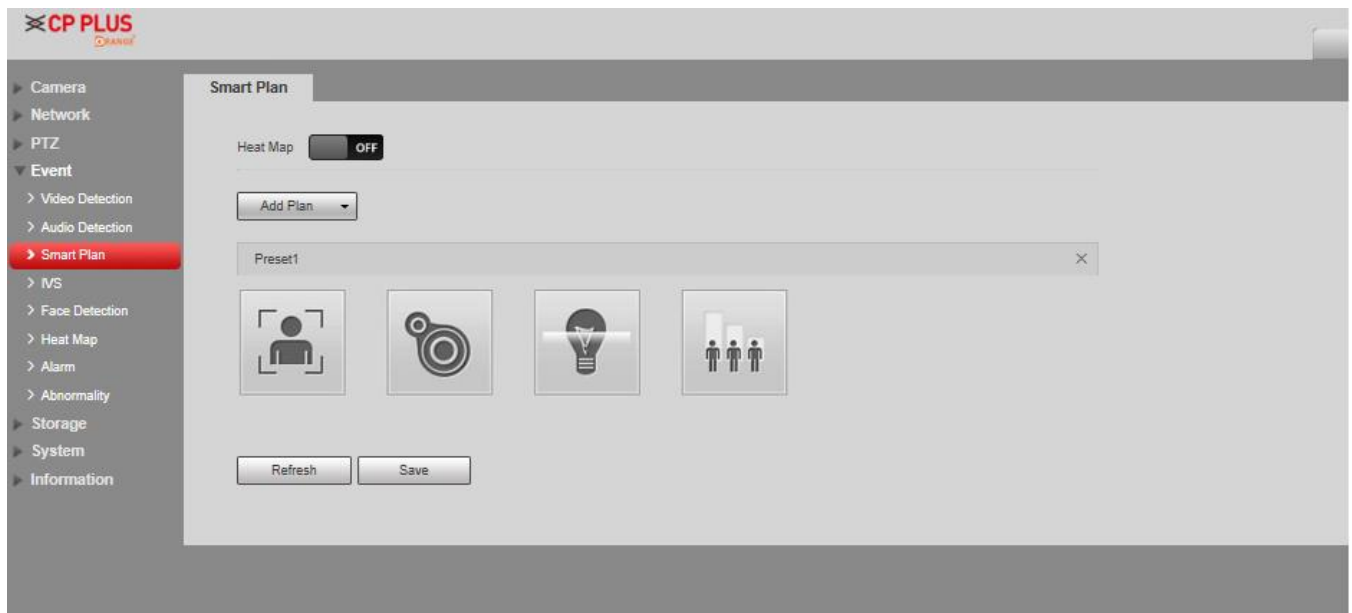 CP PLUS
ORANGE
Camera
Network
PTZ
Event
Video Detection
Audio Detection
Smart Plan
IVS
Face Detection
Heat Map
Alarm
Abnormality
Storage
System
Information
Smart Plan
Heat Map OFF
Add Plan
Preset1
Refresh Save